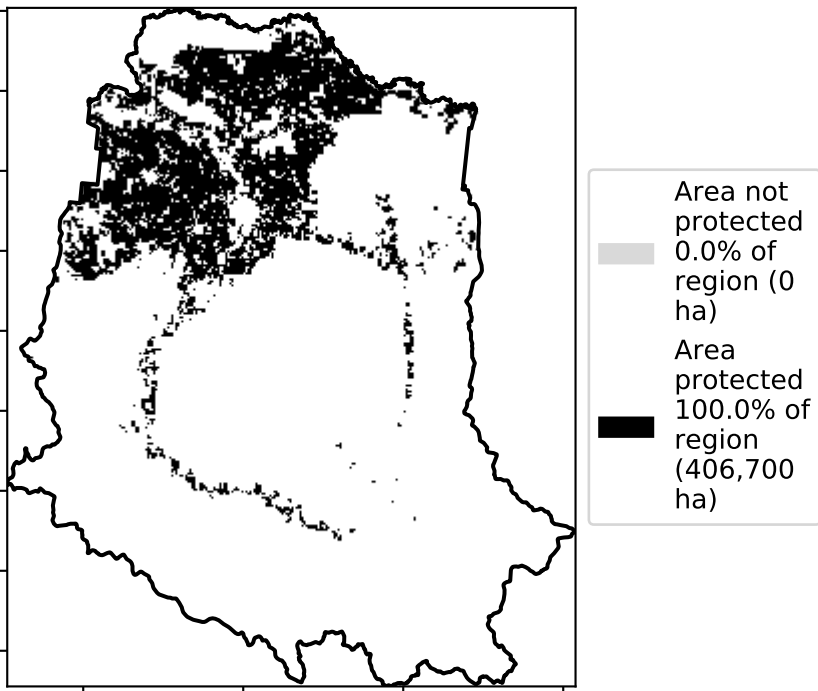 Area not
protected
0.0% of
region (0
ha)
Area
protected
100.0% of
region
(406,700
ha)